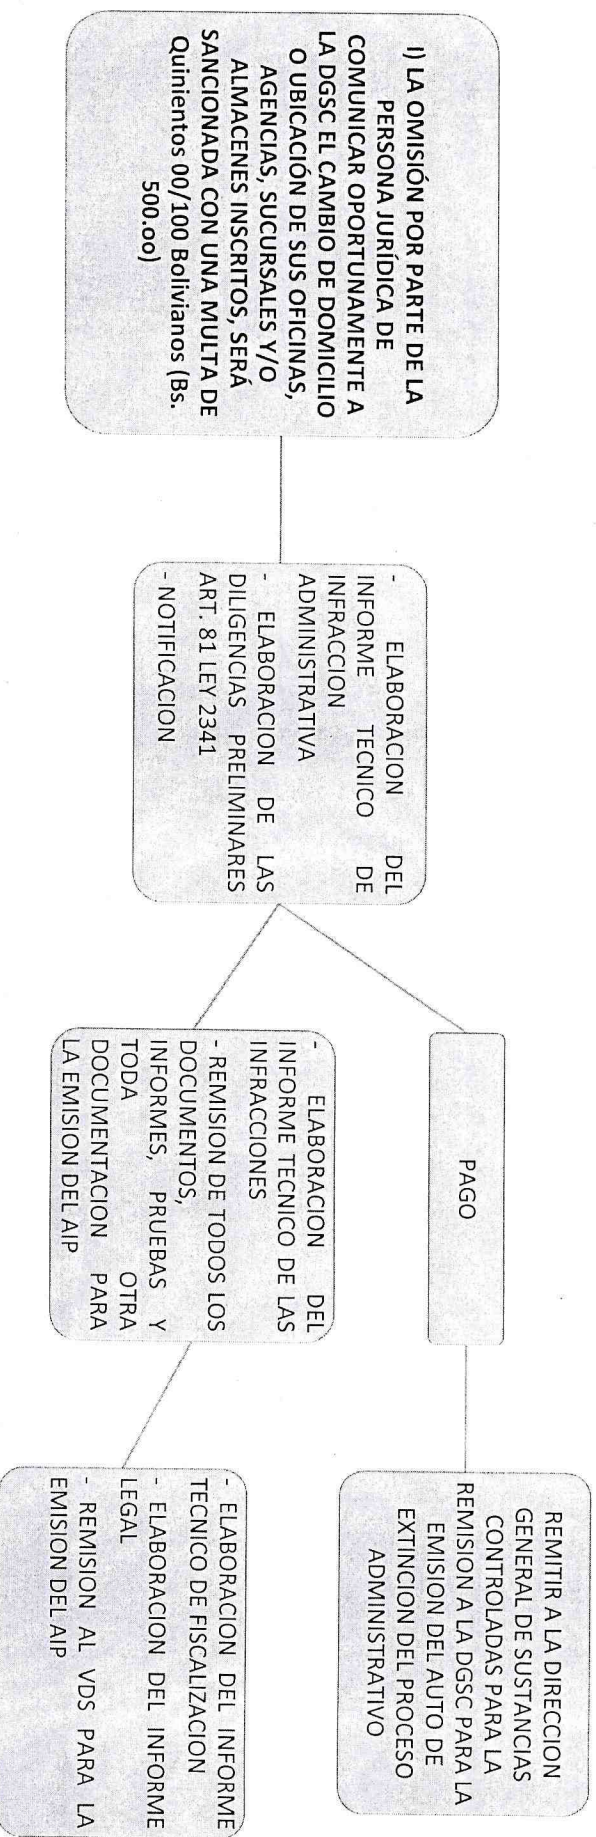 I) LA OMISIÓN POR PARTE DE LA
PERSONA JURÍDICA DE
COMUNICAR OPORTUNAMENTE A
LA DGSC EL CAMBIO DE DOMICILIO
O UBICACIÓN DE SUS OFICINAS,
AGENCIAS, SUCURSALES Y/O
ALMACENES INSCRITOS, SERÁ
SANCIONADA CON UNA MULTA DE
Quinientos 00/100 Bolivianos (Bs.
500.oo)
- ELABORACION DEL
INFORME TECNICO DE
INFRACCION
ADMINISTRATIVA
- ELABORACION DE LAS
DILIGENCIAS PRELIMINARES
ART. 81 LEY 2341
- NOTIFICACION
PAGO
REMITIR A LA DIRECCION
GENERAL DE SUSTANCIAS
CONTROLADAS PARA LA
REMISION A LA DGSC PARA LA
EMISION DEL AUTO DE
EXTINCION DEL PROCESO
ADMINISTRATIVO
- ELABORACION DEL
INFORME TECNICO DE LAS
INFRACCIONES
- REMISION DE TODOS LOS
DOCUMENTOS,
INFORMES, PRUEBAS Y
TODA OTRA
DOCUMENTACION PARA
LA EMISION DEL AIP
- ELABORACION DEL INFORME
TECNICO DE FISCALIZACION
- ELABORACION DEL INFORME
LEGAL
- REMISION AL VDS PARA LA
EMISION DEL AIP